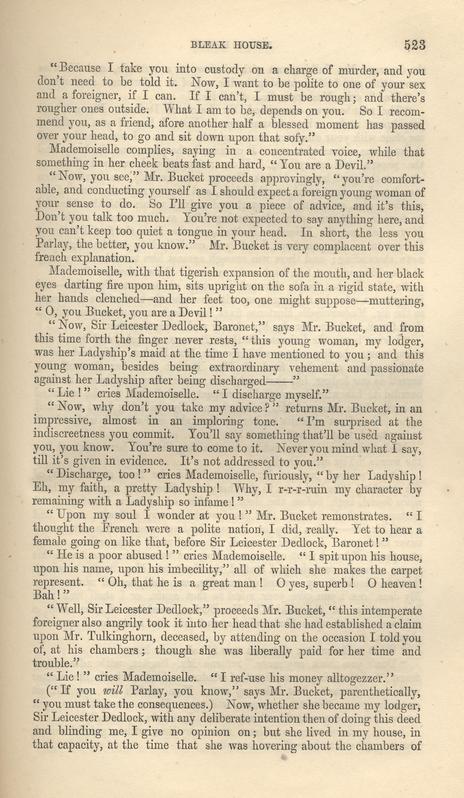 BLEAK HOUSE. 523
“Because I take you into custody on a charge of murder, and you
don’t need to be told it. Now, I want to be polite to one of your sex
and a foreigner, if I can. If I can’t, I must be rough; and there’s
rougher ones outside. What I am to be, depends on you. So I recom-
mend you, as a friend, afore another half a blessed moment has passed
over your head, to go and sit down upon that sofy.”
Mademoiselle complies, saying in a concentrated voice, while that
something in her cheek beats fast and hard, “You are a Devil.”
“Now, you see,” Mr. Bucket proceeds approvingly, “you’re comfort-
able, and conducting yourself as I should expect a foreign young woman of
your sense to do. So I’ll give you a piece of advice, and it’s this,
Don’t you talk too much. You’re not expected to say anything here, and
you can’t keep too quiet a tongue in your head. In short, the less you
Parlay, the better, you know.” Mr. Bucket is very complacent over this
french explanation.
Mademoiselle, with that tigerish expansion of the mouth, and her black
eyes darting fire upon him, sits upright on the sofa in a rigid state, with
her hands clenched—and her feet too, one might suppose—muttering,
“O, you Bucket, you are a Devil!”
“Now, Sir Leicester Dedlock, Baronet,” says Mr. Bucket, and from
this time forth the finger never rests, “this young woman, my lodger,
was her Ladyship’s maid at the time I have mentioned to you; and this
young woman, besides being extraordinary vehement and passionate
against her Ladyship after being discharged——”
“Lie!” cries Mademoiselle. “I discharge myself.”
“Now, why don’t you take my advice?” returns Mr. Bucket, in an
impressive, almost in an imploring tone. “I’m surprised at the
indiscreetness you commit. You’ll say something that’ll be used against
you, you know. You’re sure to come to it. Never you mind what I say,
till it’s given in evidence. It’s not addressed to you.”
“Discharge, too!” cries Mademoiselle, furiously, “by her Ladyship!
Eh, my faith, a pretty Ladyship! Why, I r-r-r-ruin my character by
remaining with a Ladyship so infame!”
“Upon my soul I wonder at you!” Mr. Bucket remonstrates. “I
thought the French were a polite nation, I did, really. Yet to hear a
female going on like that, before Sir Leicester Dedlock, Baronet!”
“He is a poor abused!” cries Mademoiselle. “I spit upon his house,
upon his name, upon his imbecility,” all of which she makes the carpet
represent. “Oh, that he is a great man! O yes, superb! O heaven!
Bah!”
“Well, Sir Leicester Dedlock,” proceeds Mr. Bucket, “this intemperate
foreigner also angrily took it into her head that she had established a claim
upon Mr. Tulkinghorn, deceased, by attending on the occasion I told you
of, at his chambers; though she was liberally paid for her time and
trouble.”
“Lie!” cries Mademoiselle. “I ref-use his money alltogezzer.”
(“If you will Parlay, you know,” says Mr. Bucket, parenthetically,
“you must take the consequences.) Now, whether she became my lodger,
Sir Leicester Dedlock, with any deliberate intention then of doing this deed
and blinding me, I give no opinion on; but she lived in my house, in
that capacity, at the time that she was hovering about the chambers of